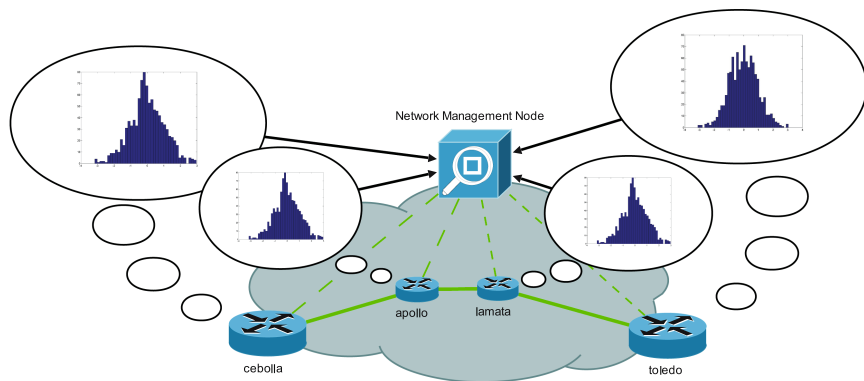 Network Management Node
apollo
lamata
cebolla
toledo